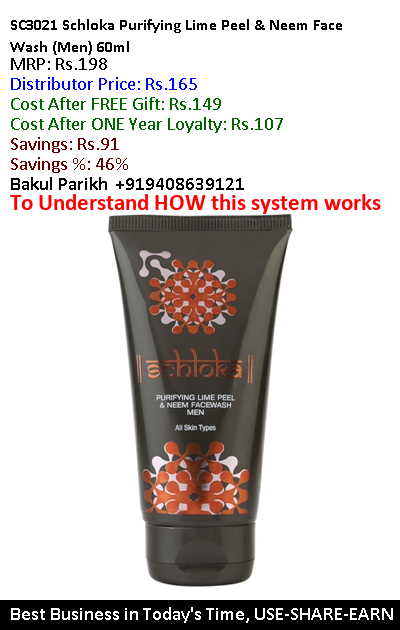 SC3021 Schloka Purifying Lime Peel & Neem Face
Wash (Men) 60ml
MRP: Rs.198
Distributor Price: Rs.165
Cost After FREE Gift: Rs.149
Cost After ONE Year Loyalty: Rs.107
Savings: Rs.91
Savings %: 46%
Bakul Parikh +919408639121
To Understand HOW this system works
schloka
PURIFYING LIME PEEL
& NEEM FACEWASH
MEN
All Skin Types
Best Business in Today's Time, USE-SHARE-EARN